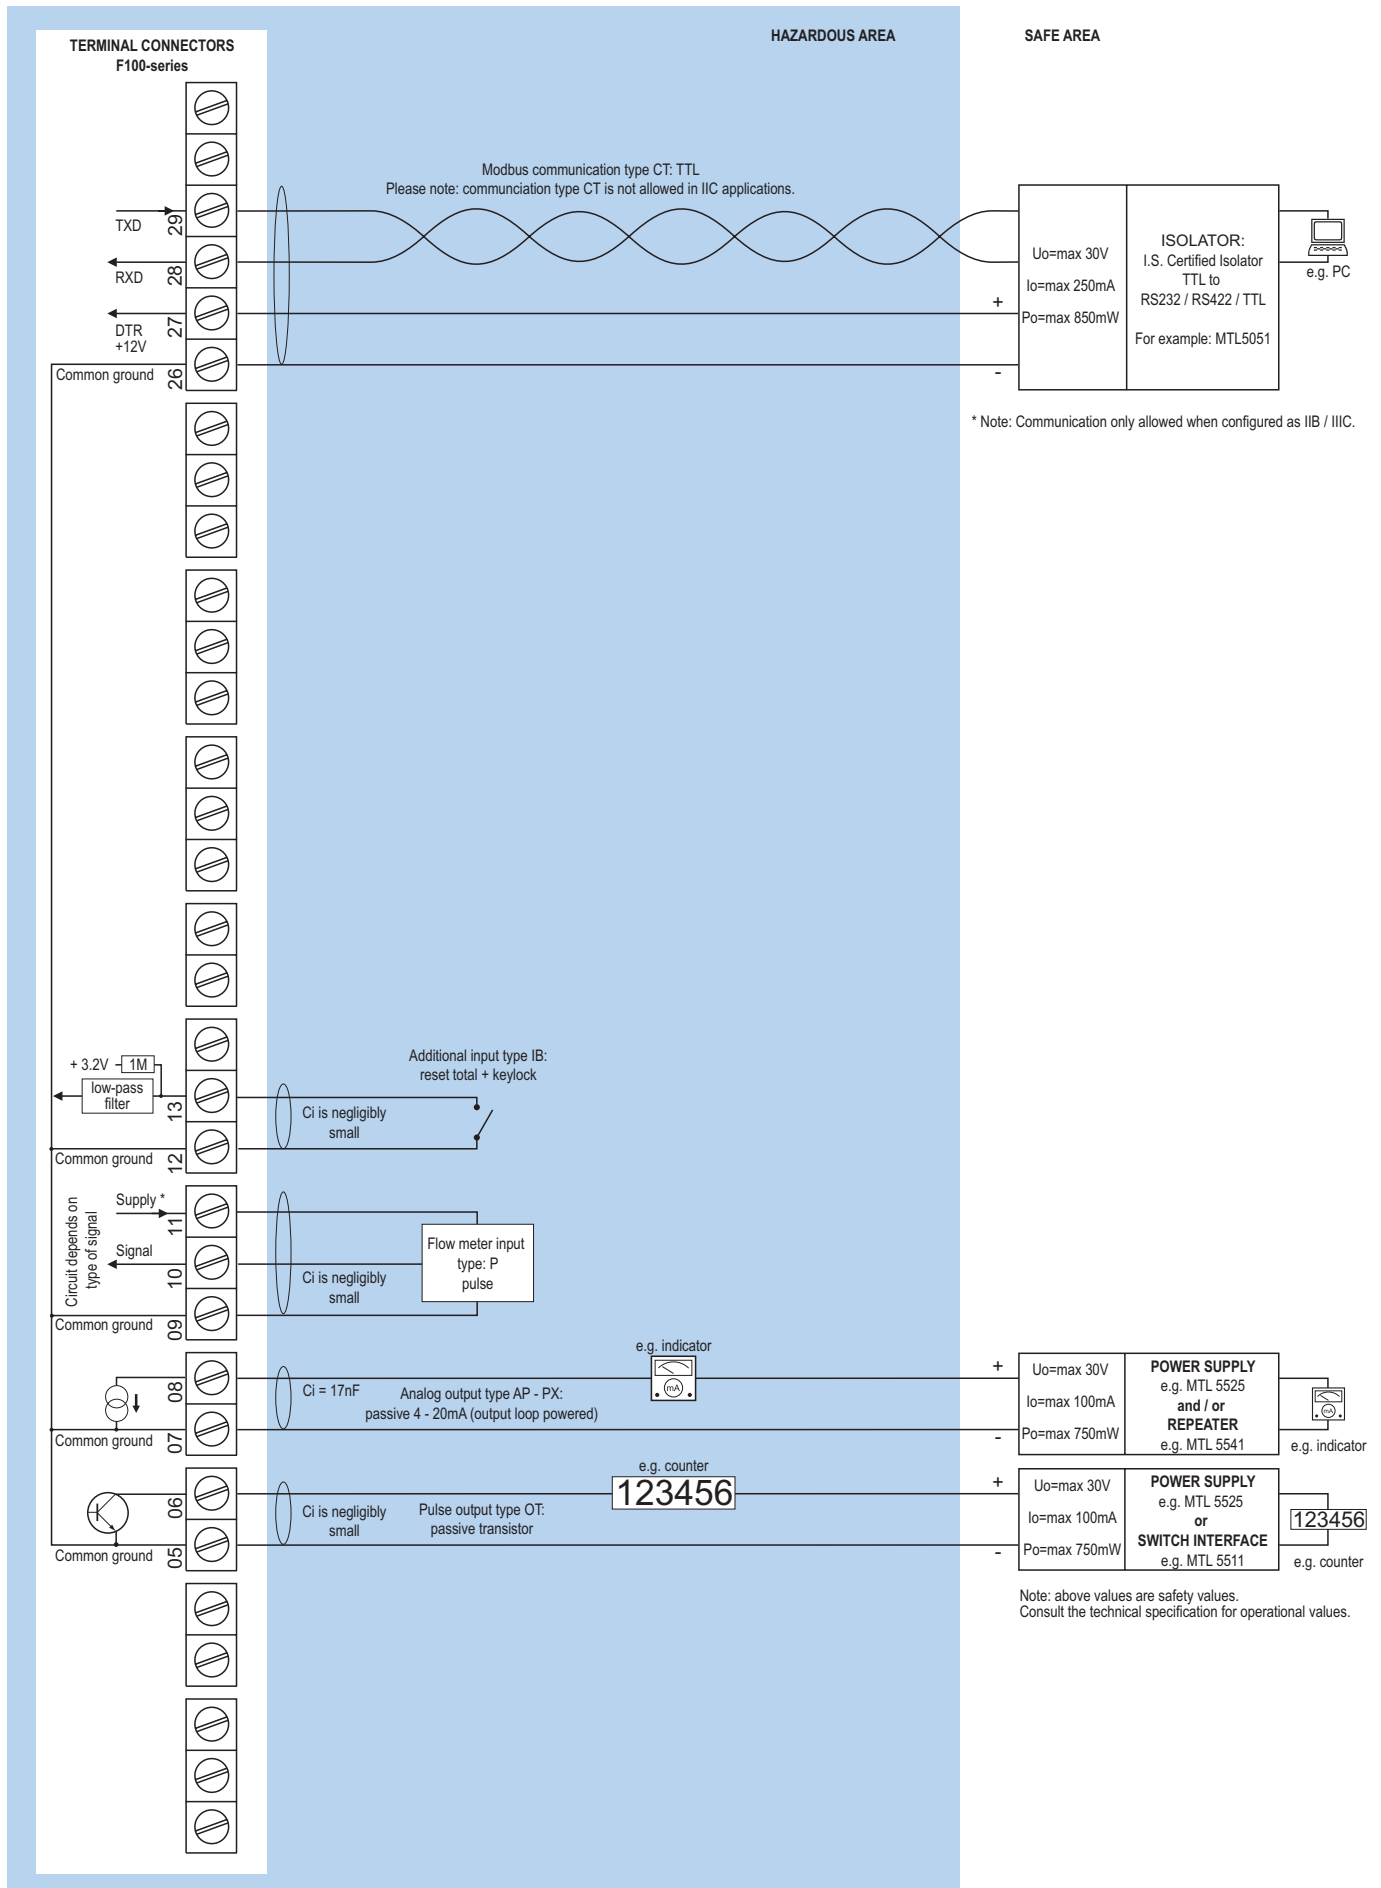 HAZARDOUS AREA
SAFE AREA
TERMINAL CONNECTORS
F100-series
Modbus communication type CT: TTL
Please note: communciation type CT is not allowed in IIC applications.
TXD
29
RXD
28
DTR
+12V
27
Common ground
26
+
-
Uo=max 30V
Io=max 250mA
Po=max 850mW
ISOLATOR:
I.S. Certified Isolator
TTL to
RS232 / RS422 / TTL
For example: MTL5051
e.g. PC
* Note: Communication only allowed when configured as IIB / IIIC.
+ 3.2V
1M
low-pass
filter
13
Common ground
12
Additional input type IB:
reset total + keylock
Ci is negligibly
small
Circuit depends on
type of signal
Supply *
11
Signal
10
Common ground
09
Ci is negligibly
small
Flow meter input
type: P
pulse
08
Common ground
07
Ci = 17nF
Analog output type AP - PX:
passive 4 - 20mA (output loop powered)
e.g. indicator
mA
+
-
Uo=max 30V
Io=max 100mA
Po=max 750mW
POWER SUPPLY
e.g. MTL 5525
and / or
REPEATER
e.g. MTL 5541
mA
e.g. indicator
06
Common ground
05
Ci is negligibly
small
Pulse output type OT:
passive transistor
e.g. counter
123456
+
-
Uo=max 30V
Io=max 100mA
Po=max 750mW
POWER SUPPLY
e.g. MTL 5525
or
SWITCH INTERFACE
e.g. MTL 5511
123456
e.g. counter
Note: above values are safety values.
Consult the technical specification for operational values.